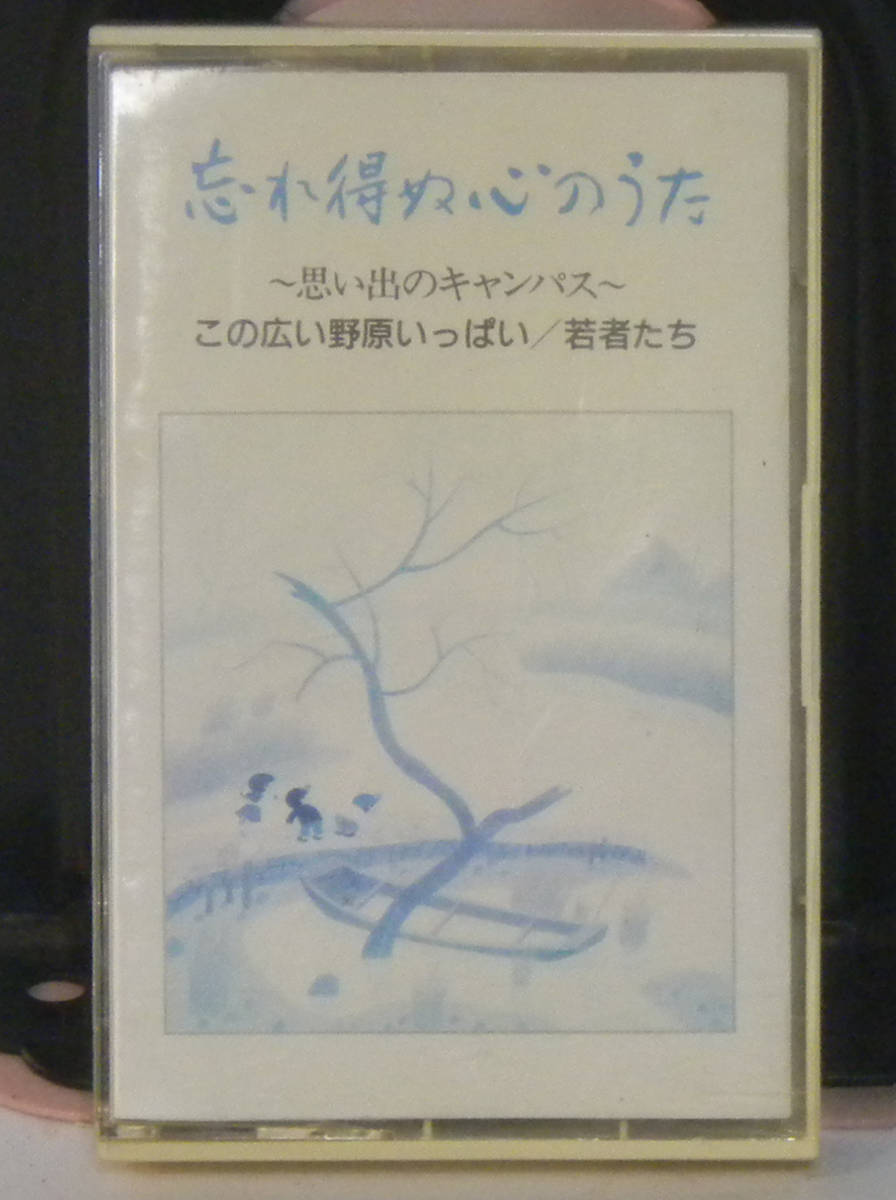 忘れ得ぬ心のうた
～思い出のキャンパス～
この広い野原いっぱい／若者たち